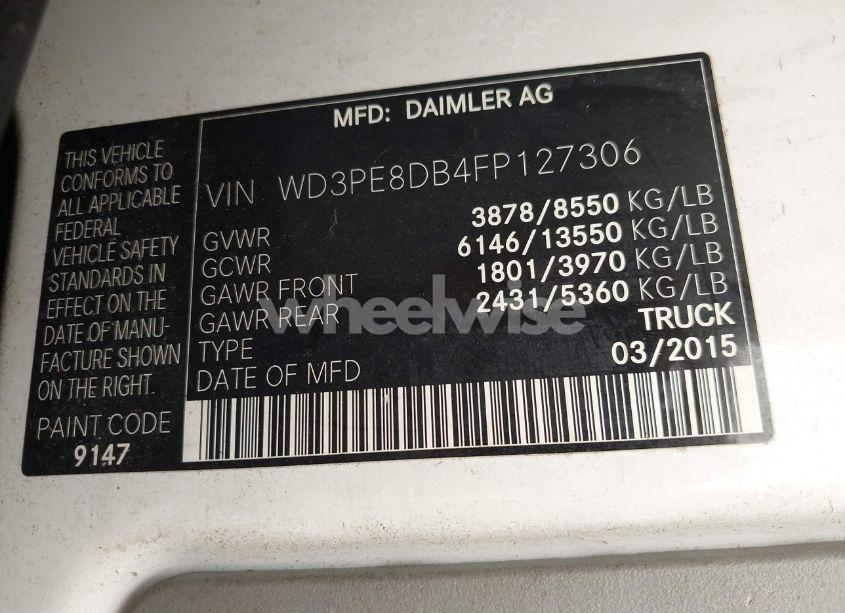 MFD: DAIMLER AG
THIS VEHICLE
CONFORMS TO
ALL APPLICABLE
FEDERAL
VEHICLE SAFETY
STANDARDS IN
EFFECT ON THE
DATE OF MANU-
FACTURE SHOWN
ON THE RIGHT.
PAINT CODE
9147
VIN WD3PE8DB4FP127306
GVWR 3878/8550 KG/LB
GCWR 6146/13550 KG/LB
GAWR FRONT 1801/3970 KG/LB
GAWR REAR 2431/5360 KG/LB
TYPE TRUCK
DATE OF MFD 03/2015
wheelwise